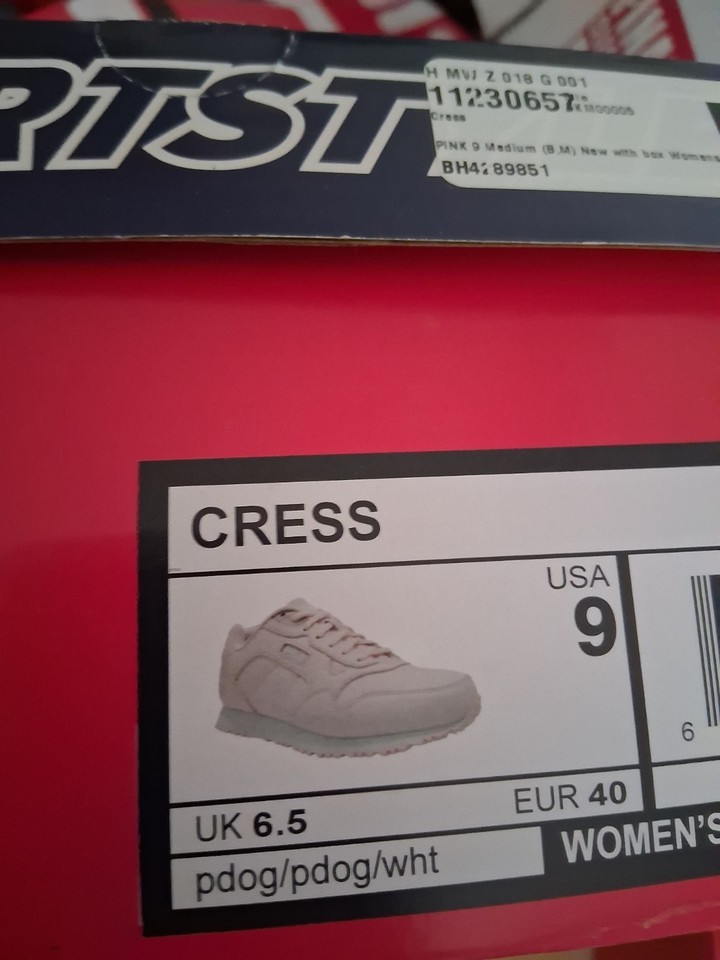 RTST
H MW Z 018 G 001
11230657
Cress
PINK 9 Medium (B,M) New with box Womens
BH4289851
CRESS
USA
9
6
UK 6.5
EUR 40
pdog/pdog/wht
WOMEN'S